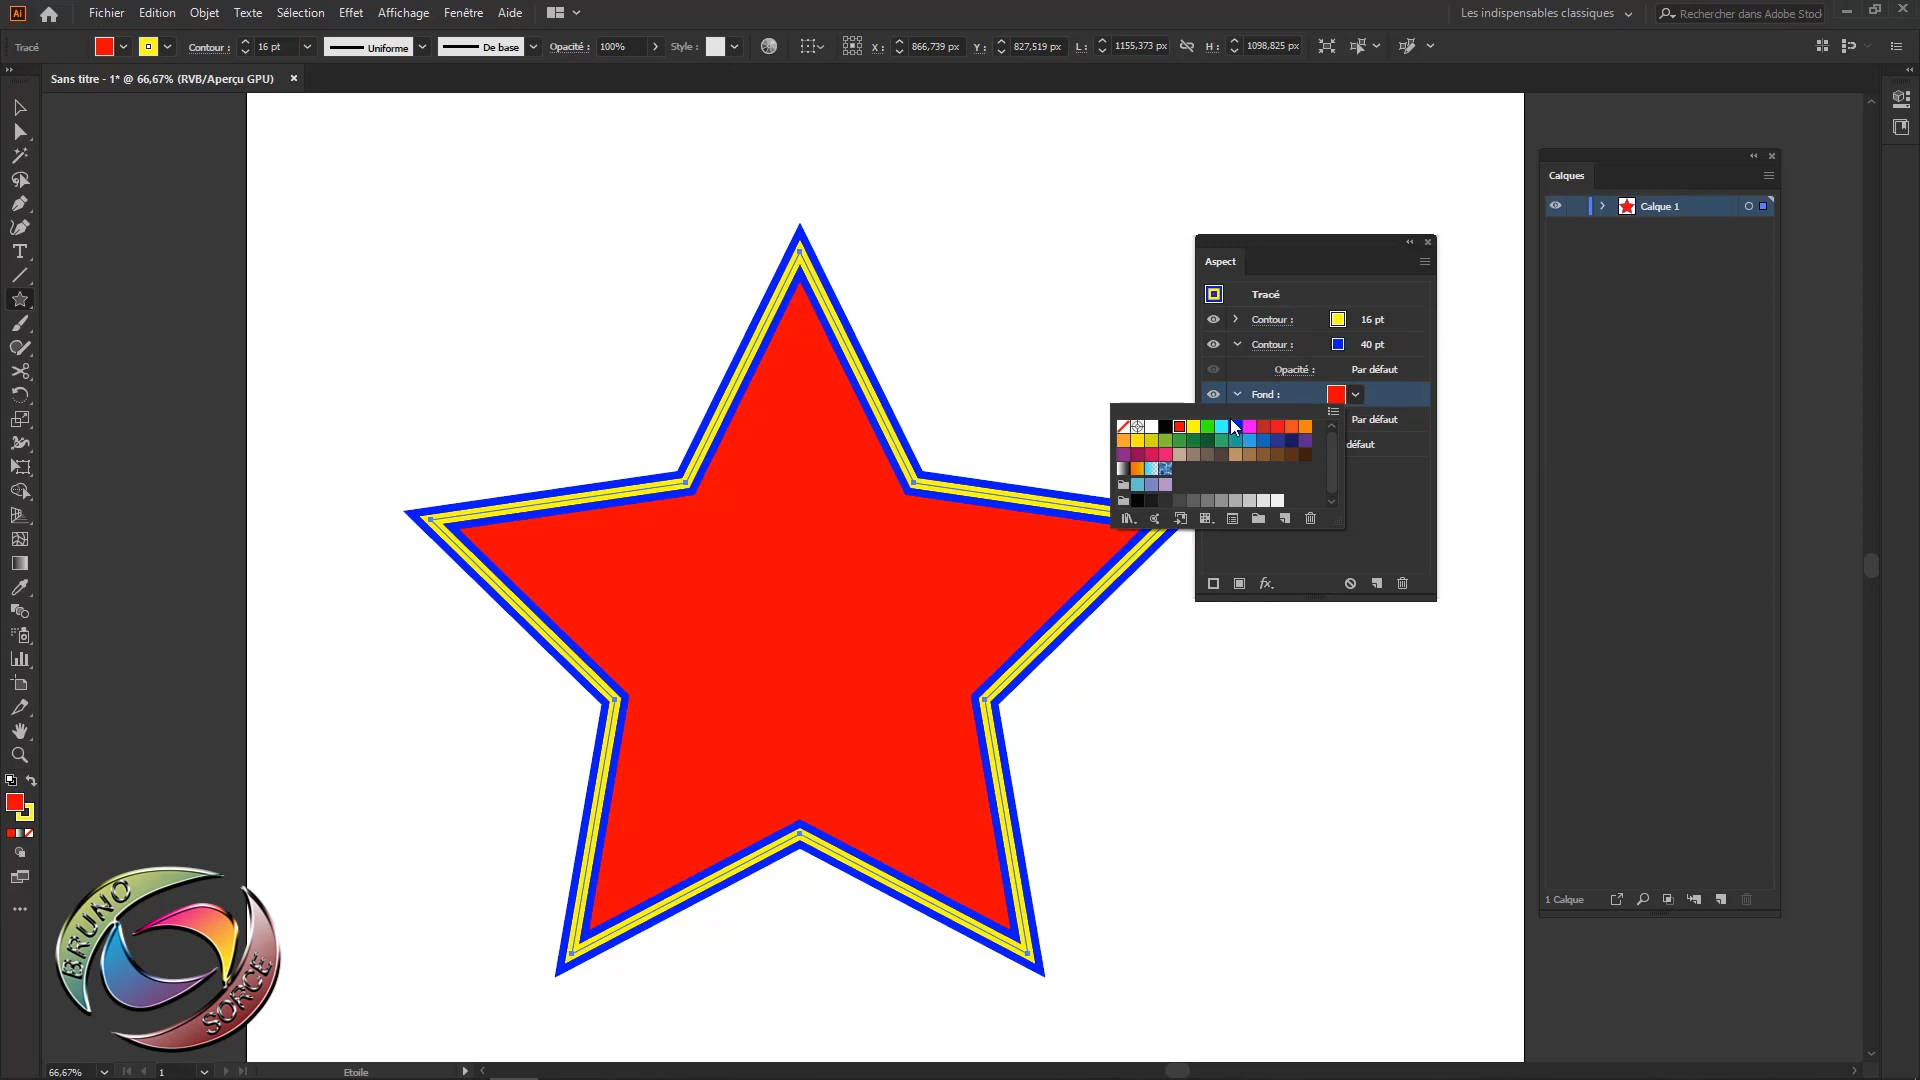 Ai Fichier Edition Objet Texte Sélection Effet Affichage Fenêtre Aide Les indispensables classiques Rechercher dans Adobe Stock
Tracé Contour : 16 pt Uniforme De base Opacité : 100% Style : X : 866,739 px Y : 827,519 px L : 1155,373 px H : 1098,825 px
Sans titre - 1* @ 66,67% (RVB/Aperçu GPU)
Calques
Calque 1
Aspect
Tracé
Contour : 16 pt
Contour : 40 pt
Opacité : Par défaut
Fond :
Par défaut
défaut
fx
1 Calque
BRUNO
SORCE
66,67% 1 Etoile